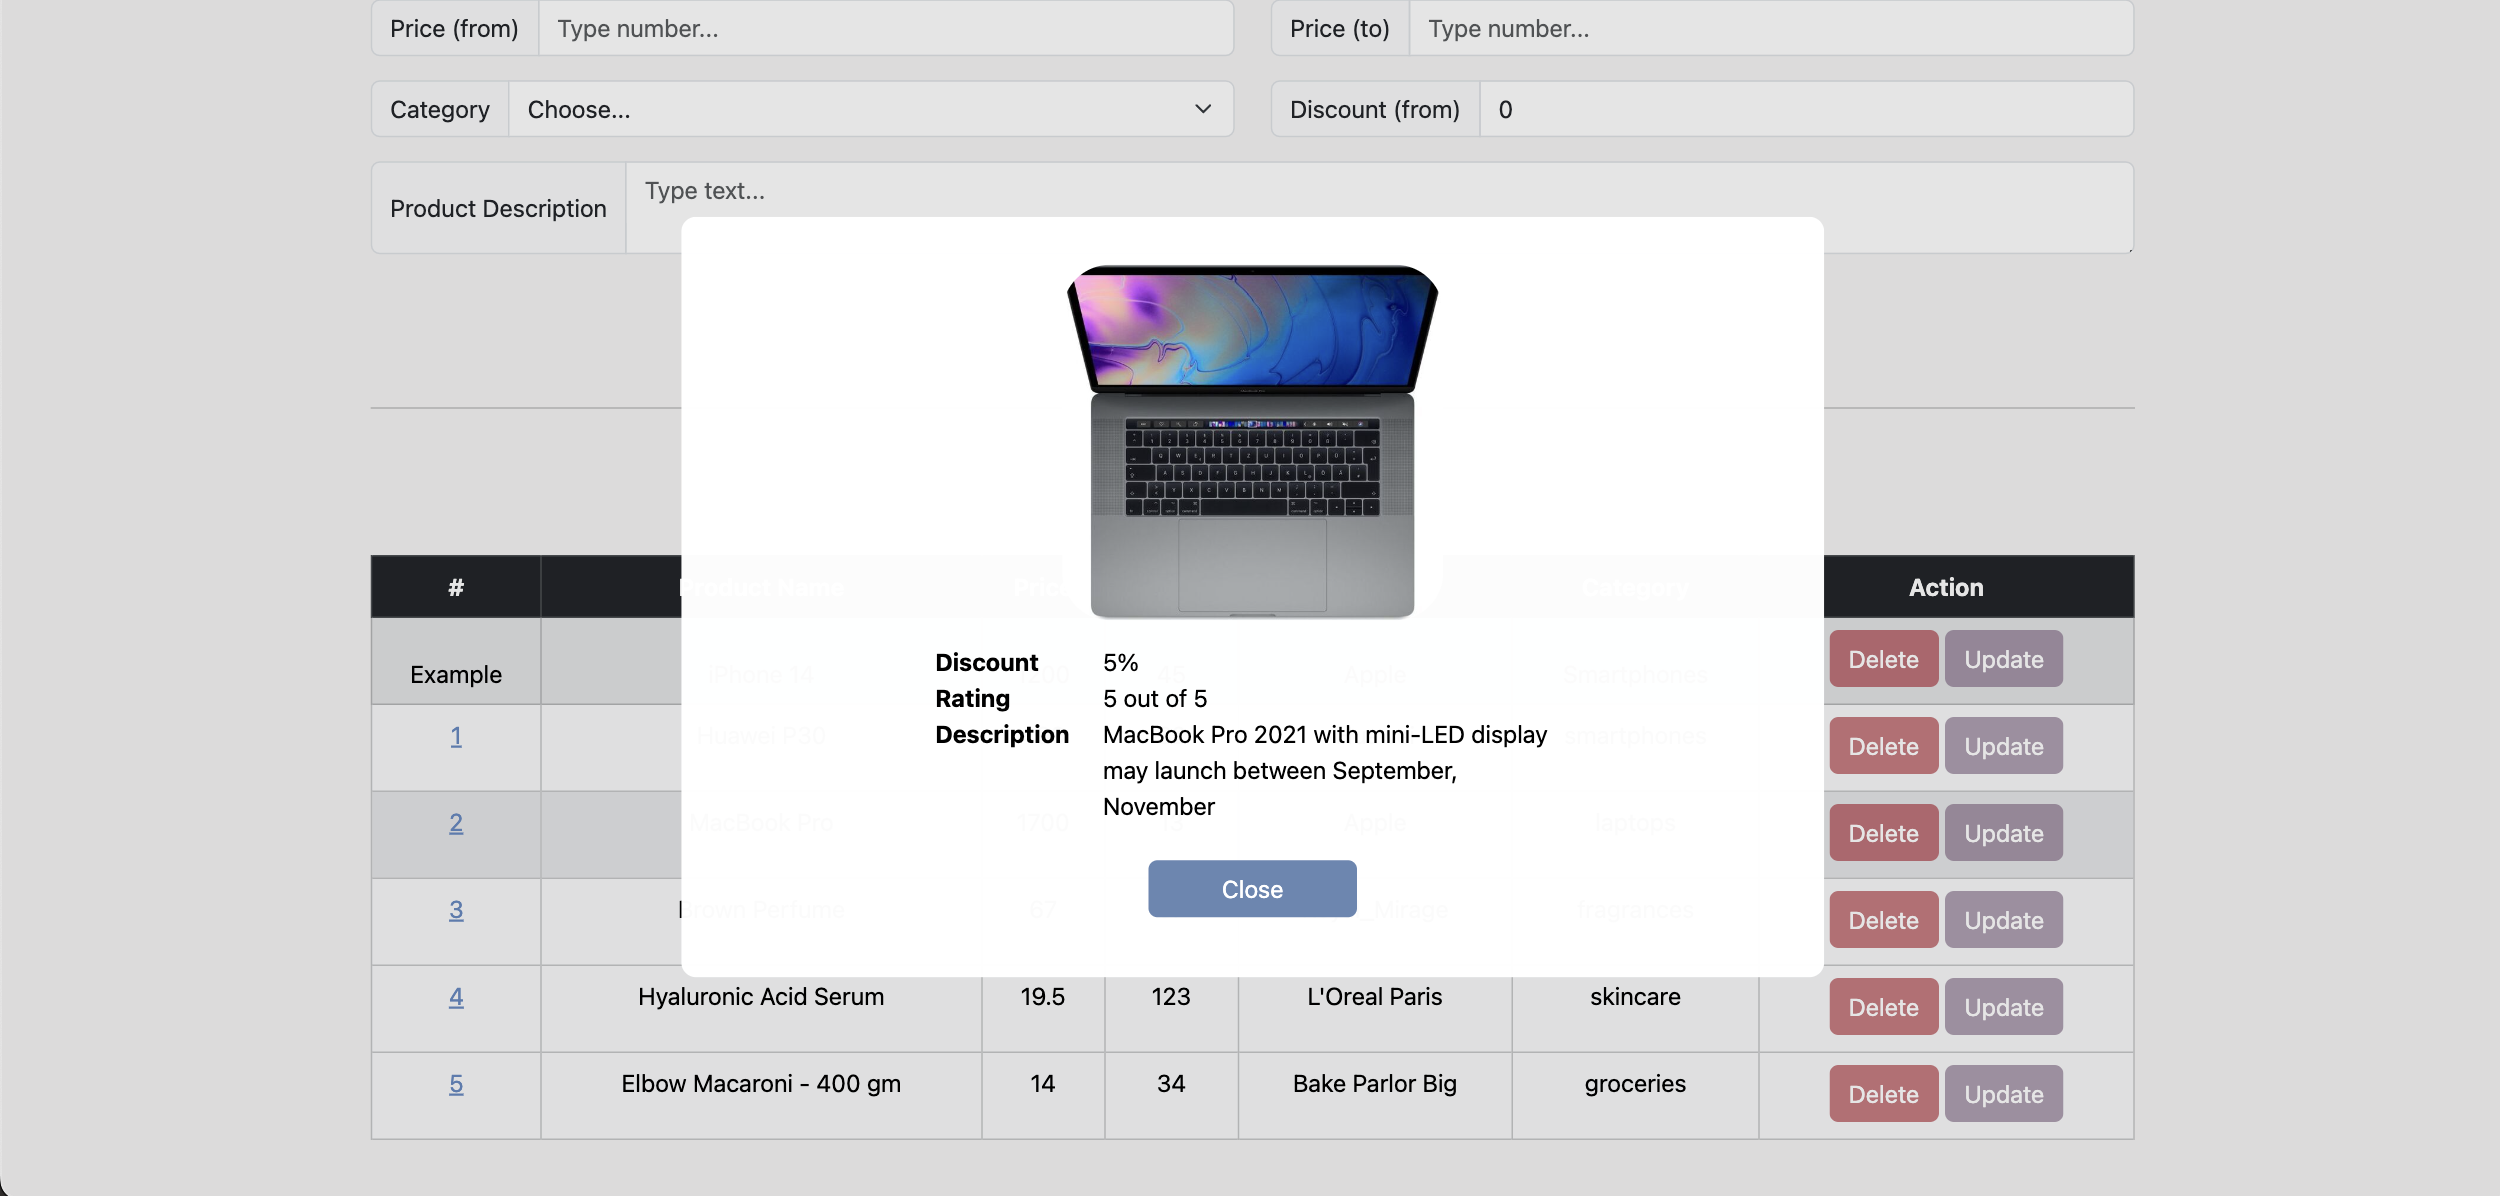 Price (from) Type number... Price (to) Type number...
Category Choose... Discount (from) 0
Product Description Type text...
# Product Name Price Category Action
Example iPhone 14 1200 45 Apple Smartphones Delete Update
1 Huawei P30 smartphones Delete Update
2 MacBook Pro 1700 Apple laptops Delete Update
3 Brown Perfume 67 _Mirage fragrances Delete Update
4 Hyaluronic Acid Serum 19.5 123 L'Oreal Paris skincare Delete Update
5 Elbow Macaroni - 400 gm 14 34 Bake Parlor Big groceries Delete Update
Discount 5%
Rating 5 out of 5
Description MacBook Pro 2021 with mini-LED display
may launch between September,
November
Close